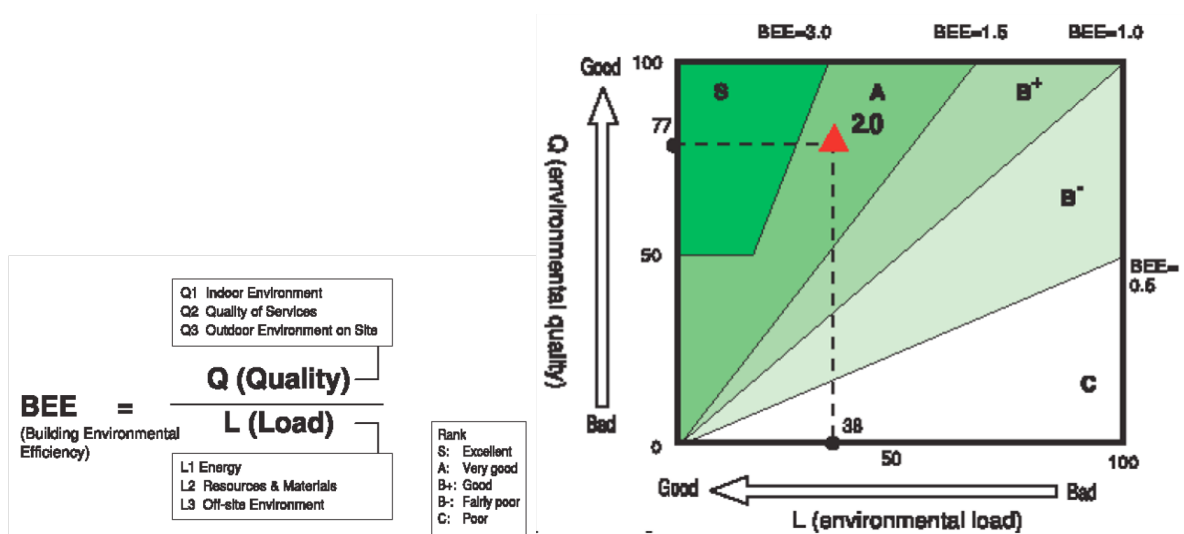 Q1 Indoor Environment
Q2 Quality of Services
Q3 Outdoor Environment on Site
Q (Quality)
BEE =
(Building Environmental
Efficiency)
L (Load)
L1 Energy
L2 Resources & Materials
L3 Off-site Environment
Rank
S: Excellent
A: Very good
B+: Good
B-: Fairly poor
C: Poor
BEE=3.0
BEE=1.5
BEE=1.0
Good
100
S
A
B+
77
2.0
Q (environmental quality)
B-
50
BEE=
0.5
C
Bad
38
0
50
100
Good
Bad
L (environmental load)